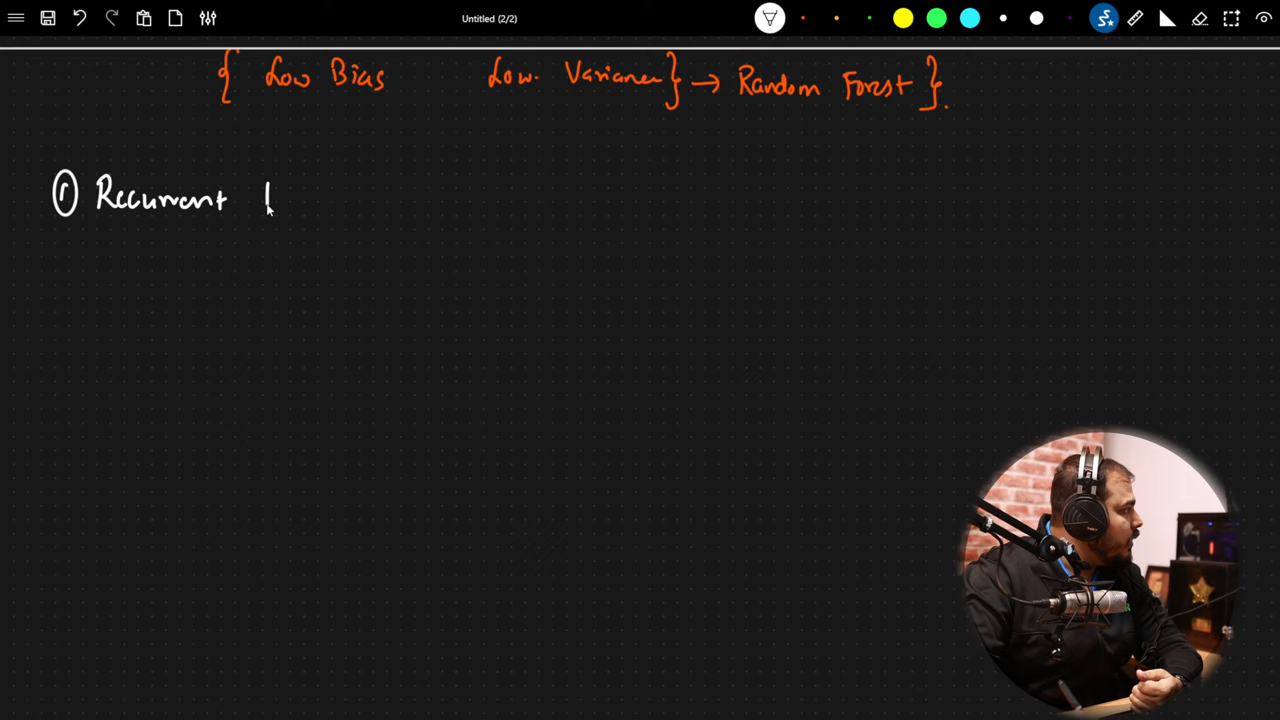 Untitled (2/2)
{ Low Bias Low. Variance} → Random Forest}.
① Recurrent